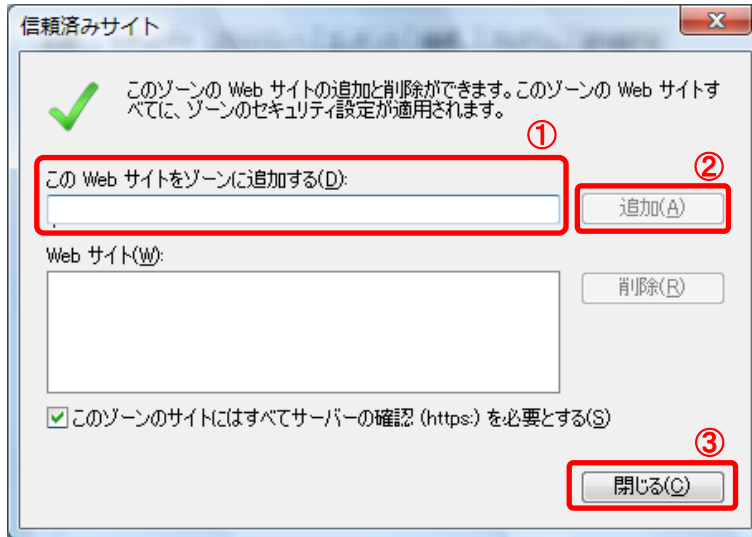 信頼済みサイト
このゾーンの Web サイトの追加と削除ができます。このゾーンの Web サイトす
べてに、ゾーンのセキュリティ設定が適用されます。
①
この Web サイトをゾーンに追加する(D):
②
追加(A)
Web サイト(W):
削除(R)
このゾーンのサイトにはすべてサーバーの確認 (https:) を必要とする(S)
③
閉じる(C)